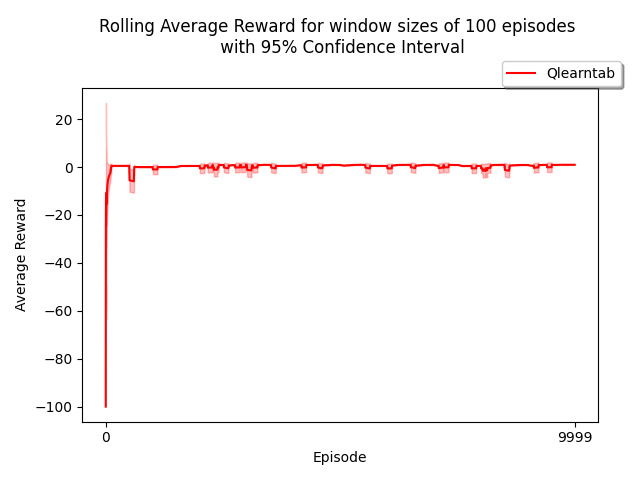 Rolling Average Reward for window sizes of 100 episodes
with 95% Confidence Interval
Qlearntab
20
0
−20
−40
−60
−80
−100
Average Reward
0
9999
Episode